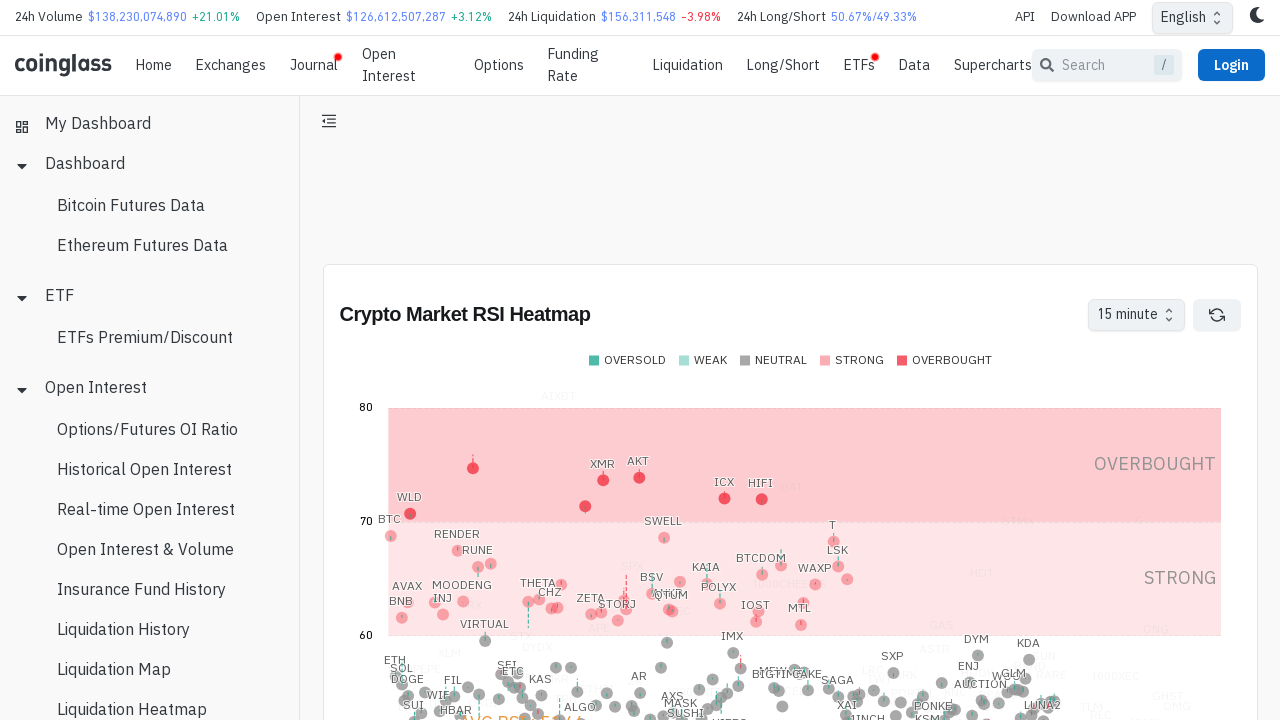 24h Volume $138,230,074,890 +21.01% Open Interest $126,612,507,287 +3.12% 24h Liquidation $156,311,548 -3.98% 24h Long/Short 50.67%/49.33% API Download APP English
coinglass Home Exchanges Journal Open Interest Options Funding Rate Liquidation Long/Short ETFs Data Supercharts Search / Login
My Dashboard
Dashboard
Bitcoin Futures Data
Ethereum Futures Data
ETF
ETFs Premium/Discount
Open Interest
Options/Futures OI Ratio
Historical Open Interest
Real-time Open Interest
Open Interest & Volume
Insurance Fund History
Liquidation History
Liquidation Map
Liquidation Heatmap
Crypto Market RSI Heatmap 15 minute
OVERSOLD WEAK NEUTRAL STRONG OVERBOUGHT
AIXBT
80
XMR AKT OVERBOUGHT
WLD ICX HIFI
70 BTC SWELL T
RENDER RUNE BTCDOM LSK
AVAX MOODENG THETA BSV KAIA WAXP STRONG
BNB INJ CHZ ZETA STORJ QTUM POLYX IOST MTL
60 VIRTUAL IMX DYM KDA
ETH SOL DOGE SEI ETC KAS AR BIGTIME CAKE SXP ENJ GLM
SUI FIL HBAR ALGO AXS MASK SUSHI SAGA XAI 1INCH PONKE KSM AUCTION LUNA2